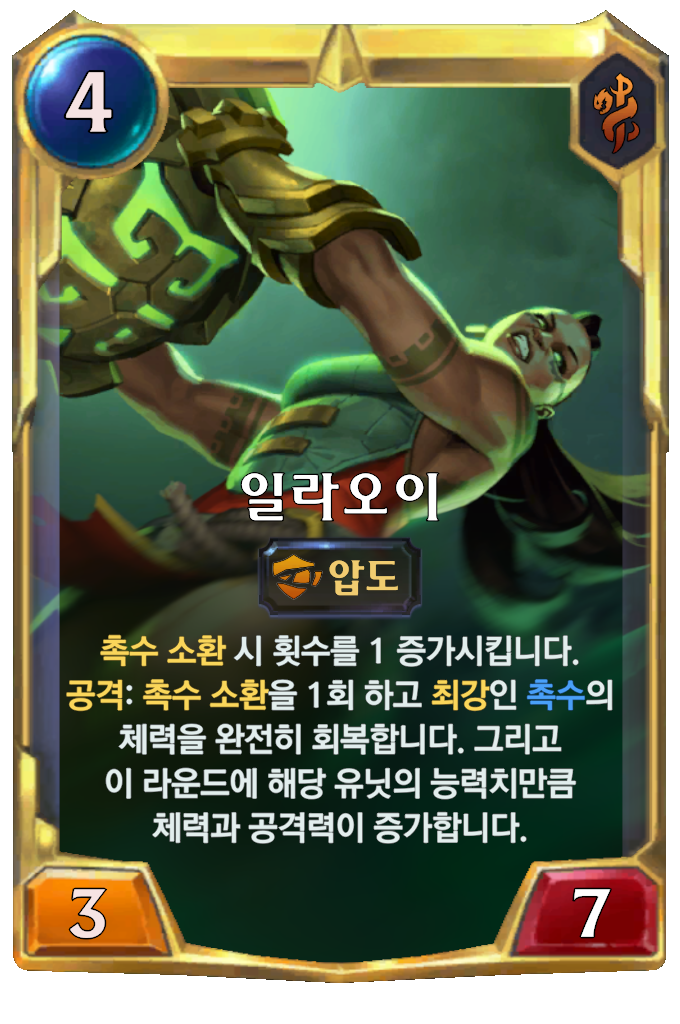 4
일라오이
압도
촉수 소환 시 횟수를 1 증가시킵니다.
공격: 촉수 소환을 1회 하고 최강인 촉수의
체력을 완전히 회복합니다. 그리고
이 라운드에 해당 유닛의 능력치만큼
체력과 공격력이 증가합니다.
3
7